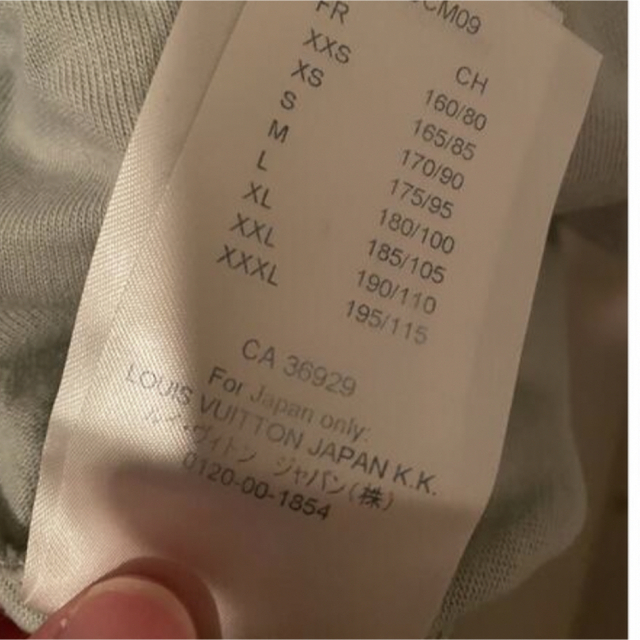 FR CH
XXS 160/80
XS 165/85
S 170/90
M 175/95
L 180/100
XL 185/105
XXL 190/110
XXXL 195/115
CA 36929
For Japan only:
LOUIS VUITTON JAPAN K.K.
ルイ・ヴィトン ジャパン(株)
0120-00-1854